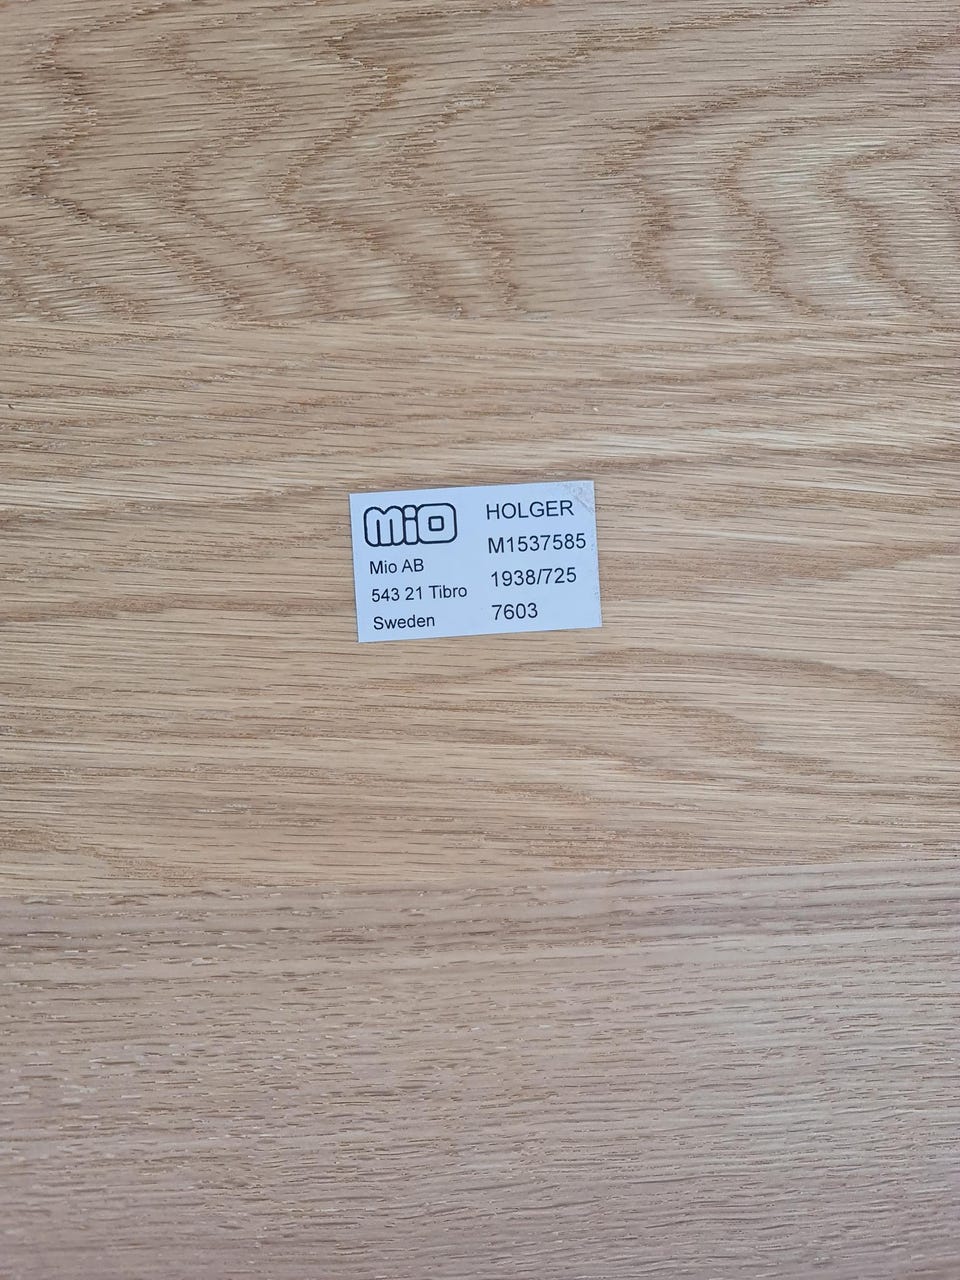 MiO
Mio AB
543 21 Tibro
Sweden
HOLGER
M1537585
1938/725
7603